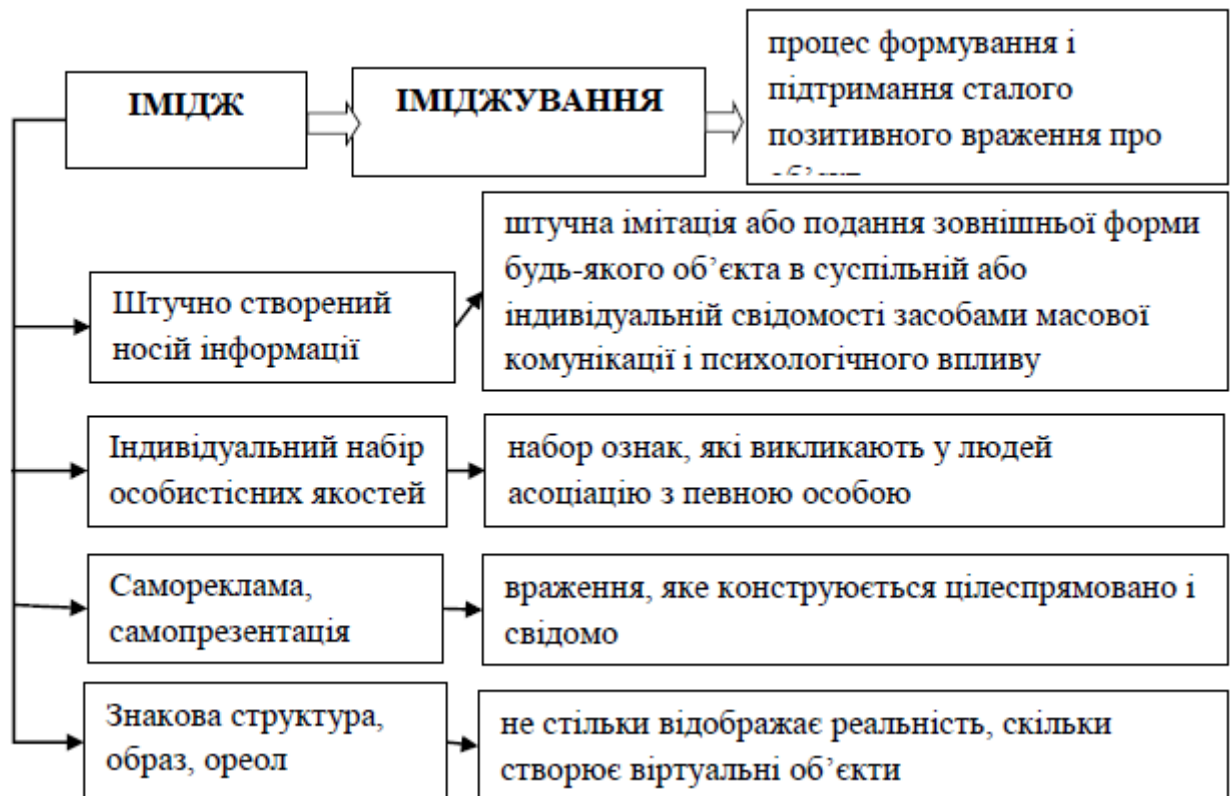 ІМІДЖ
ІМІДЖУВАННЯ
процес формування і
підтримання сталого
позитивного враження про
Штучно створений
носій інформації
штучна імітація або подання зовнішньої форми
будь-якого об’єкта в суспільній або
індивідуальній свідомості засобами масової
комунікації і психологічного впливу
Індивідуальний набір
особистісних якостей
набор ознак, які викликають у людей
асоціацію з певною особою
Самореклама,
самопрезентація
враження, яке конструюється цілеспрямовано і
свідомо
Знакова структура,
образ, ореол
не стільки відображає реальність, скільки
створює віртуальні об’єкти